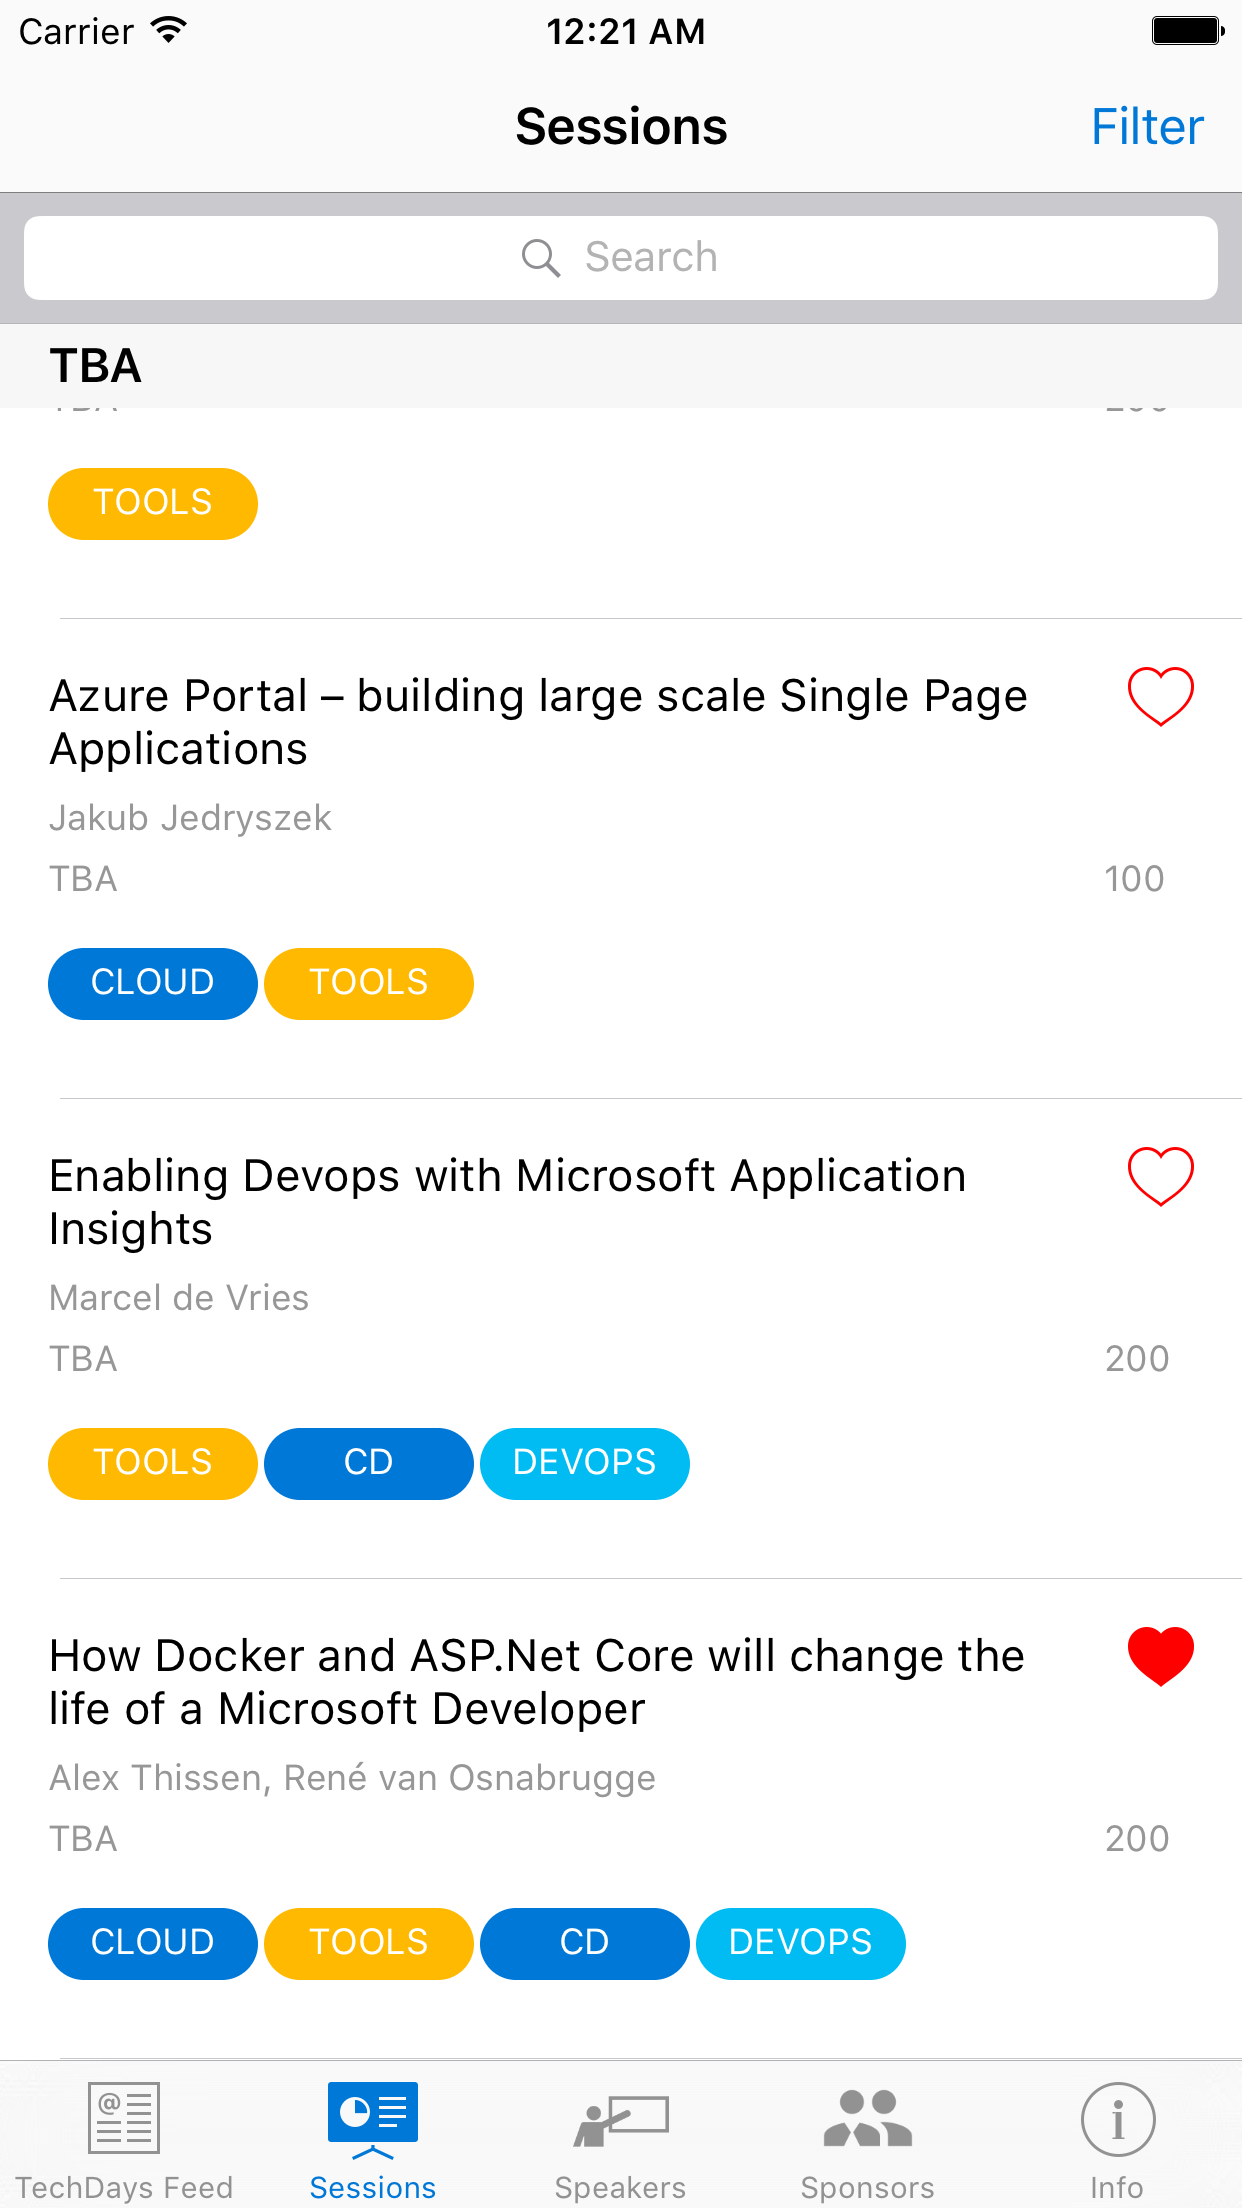 Carrier 12:21 AM
Sessions Filter
Search
TBA
TOOLS
Azure Portal – building large scale Single Page
Applications
Jakub Jedryszek
TBA 100
CLOUD TOOLS
Enabling Devops with Microsoft Application
Insights
Marcel de Vries
TBA 200
TOOLS CD DEVOPS
How Docker and ASP.Net Core will change the
life of a Microsoft Developer
Alex Thissen, René van Osnabrugge
TBA 200
CLOUD TOOLS CD DEVOPS
TechDays Feed Sessions Speakers Sponsors Info